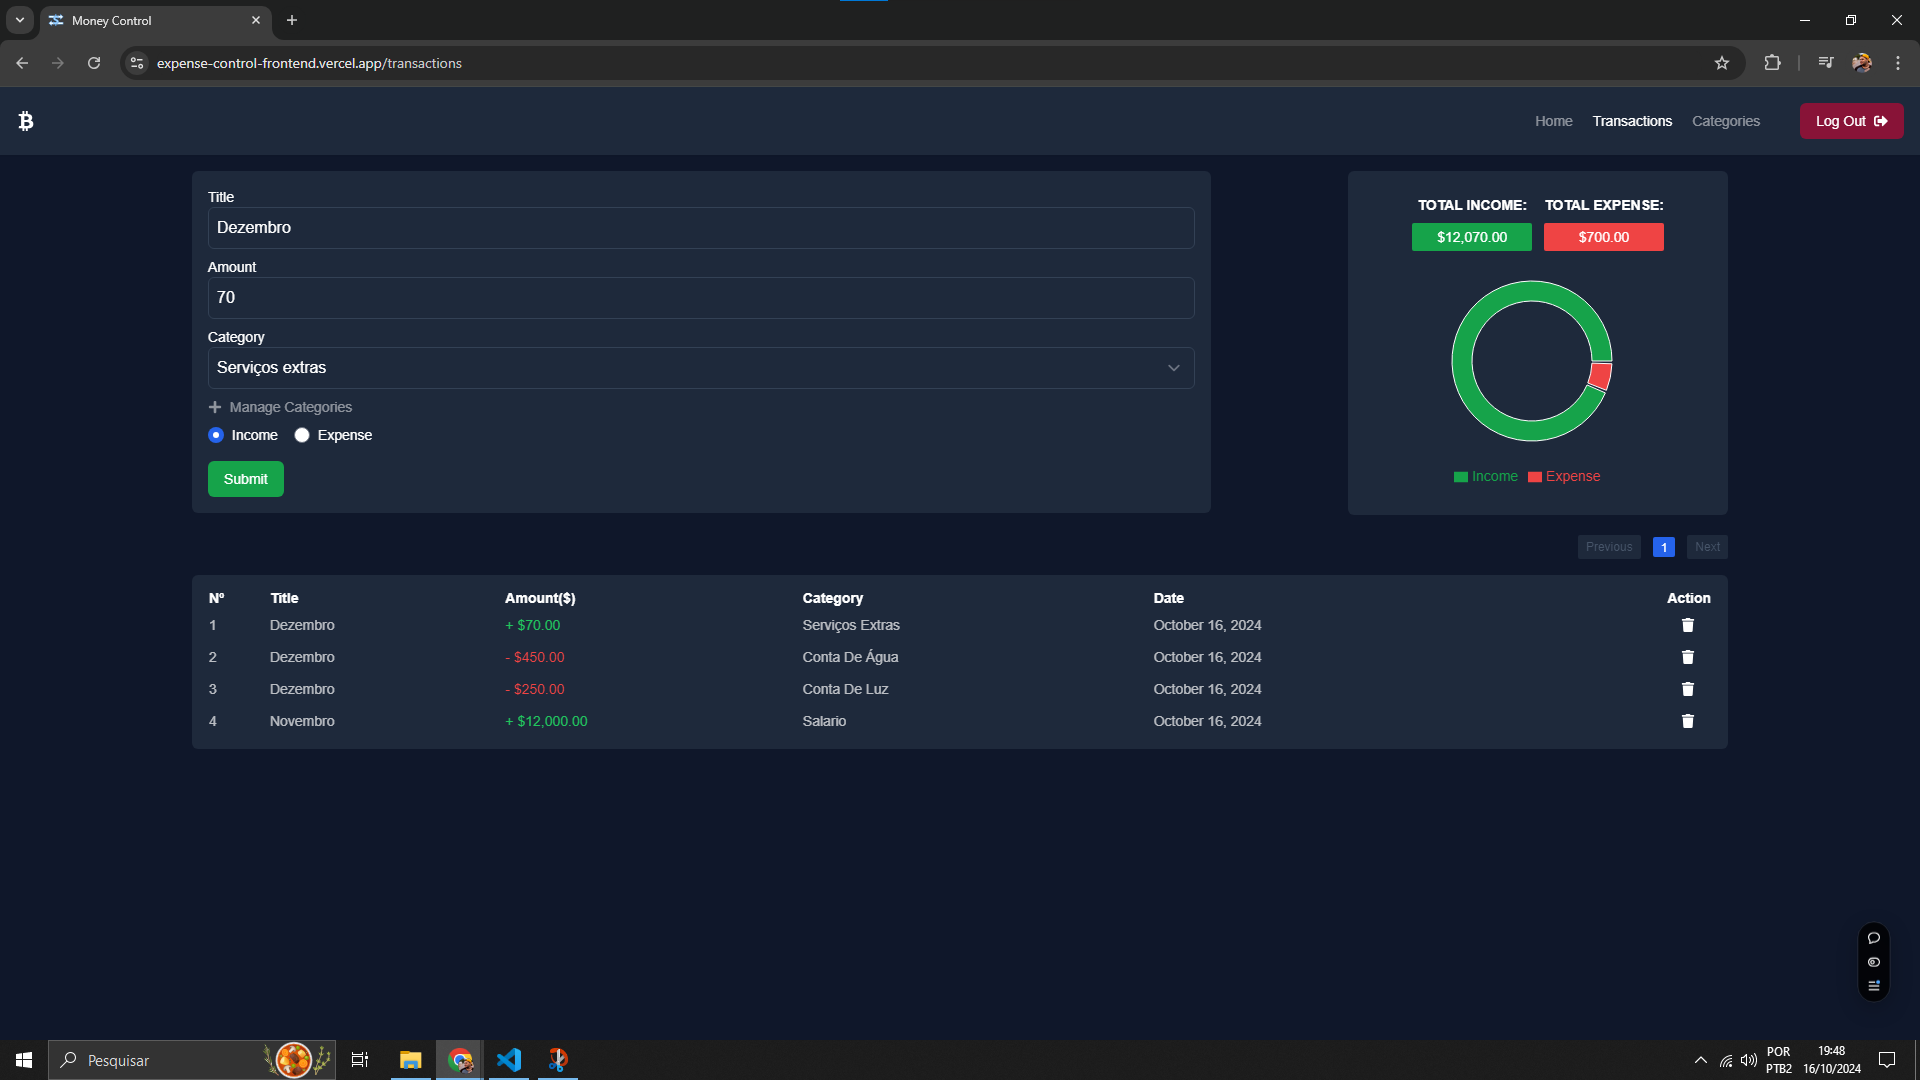 Money Control
expense-control-frontend.vercel.app/transactions
Home Transactions Categories Log Out
Title
Dezembro
Amount
70
Category
Serviços extras
Manage Categories
Income Expense
Submit
TOTAL INCOME: TOTAL EXPENSE:
$12,070.00 $700.00
Income Expense
Previous 1 Next
Nº Title Amount($) Category Date Action
1 Dezembro + $70.00 Serviços Extras October 16, 2024
2 Dezembro - $450.00 Conta De Água October 16, 2024
3 Dezembro - $250.00 Conta De Luz October 16, 2024
4 Novembro + $12,000.00 Salario October 16, 2024
Pesquisar
POR 19:48
PTB2 16/10/2024